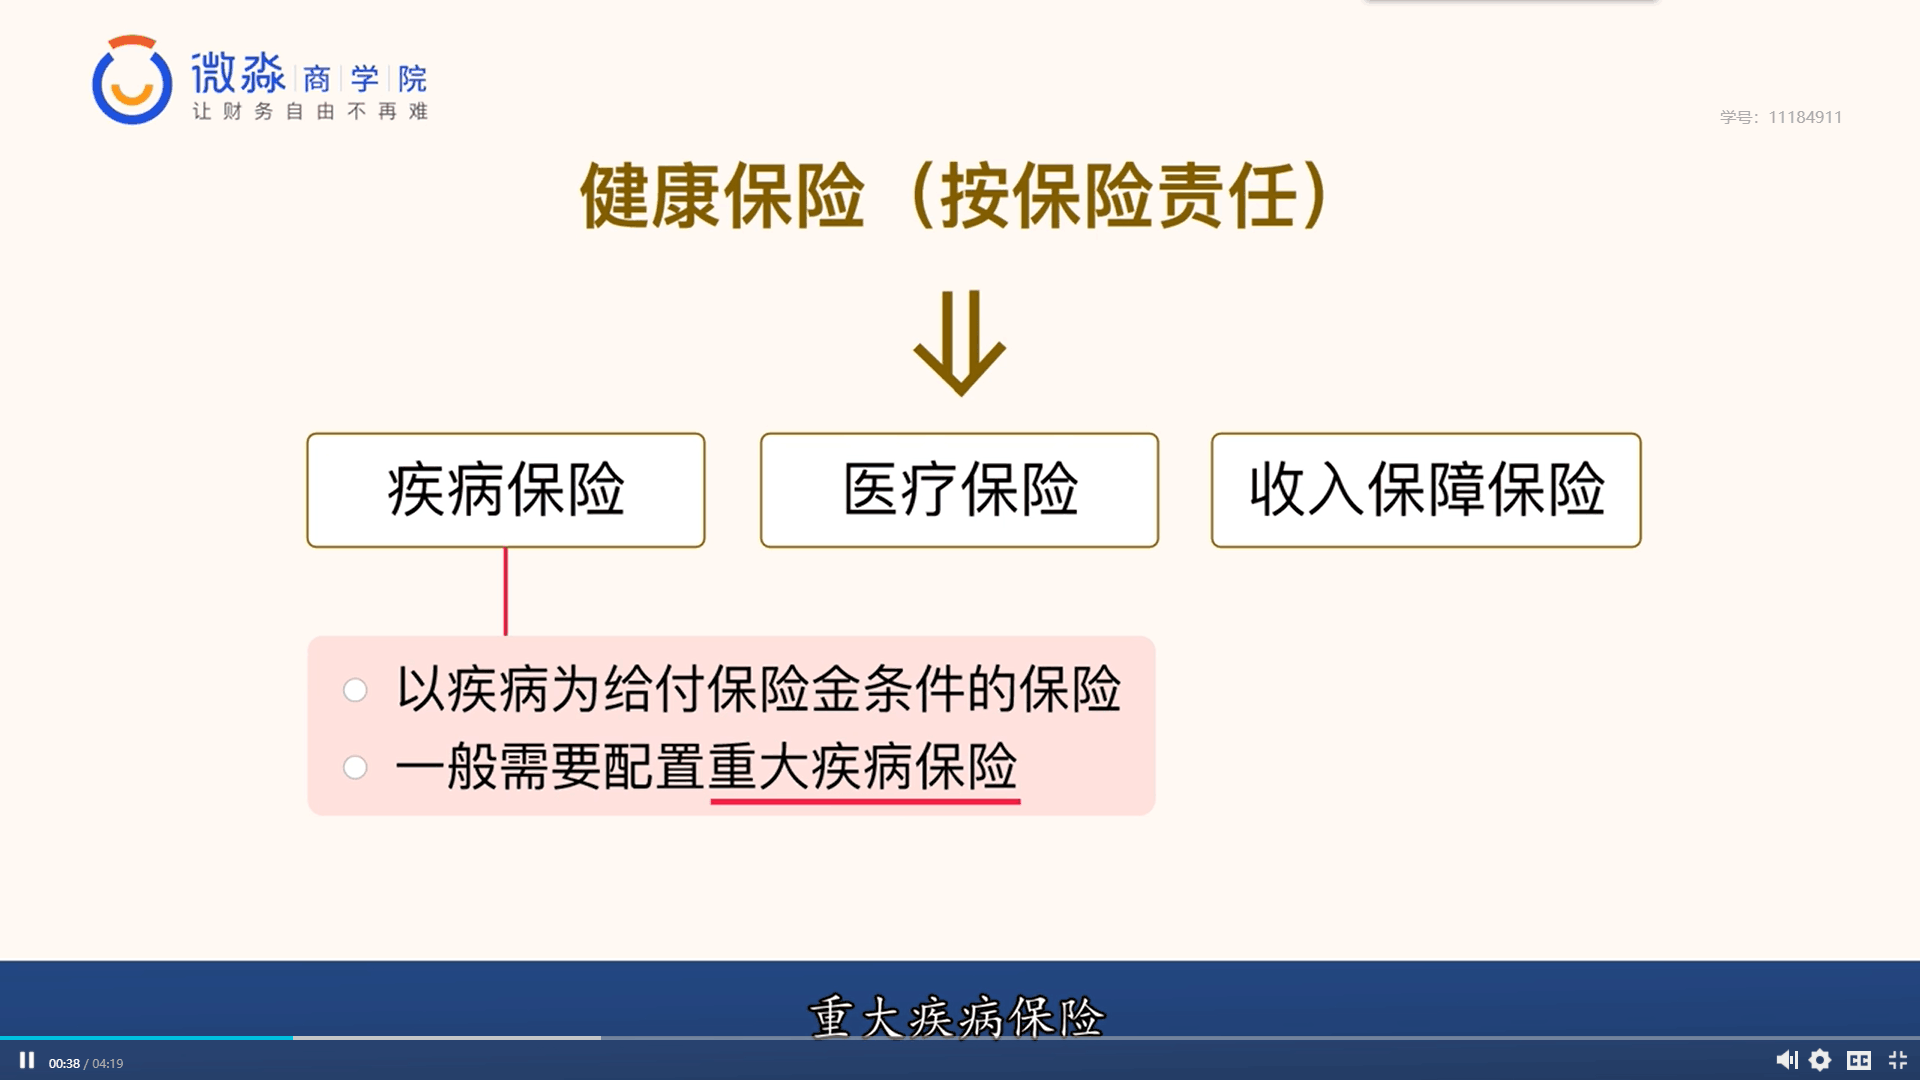 微淼商学院
让财务自由不再难
学号：11184911
健康保险（按保险责任）
疾病保险
医疗保险
收入保障保险
以疾病为给付保险金条件的保险
一般需要配置重大疾病保险
重大疾病保险
00:38 / 04:19
CC